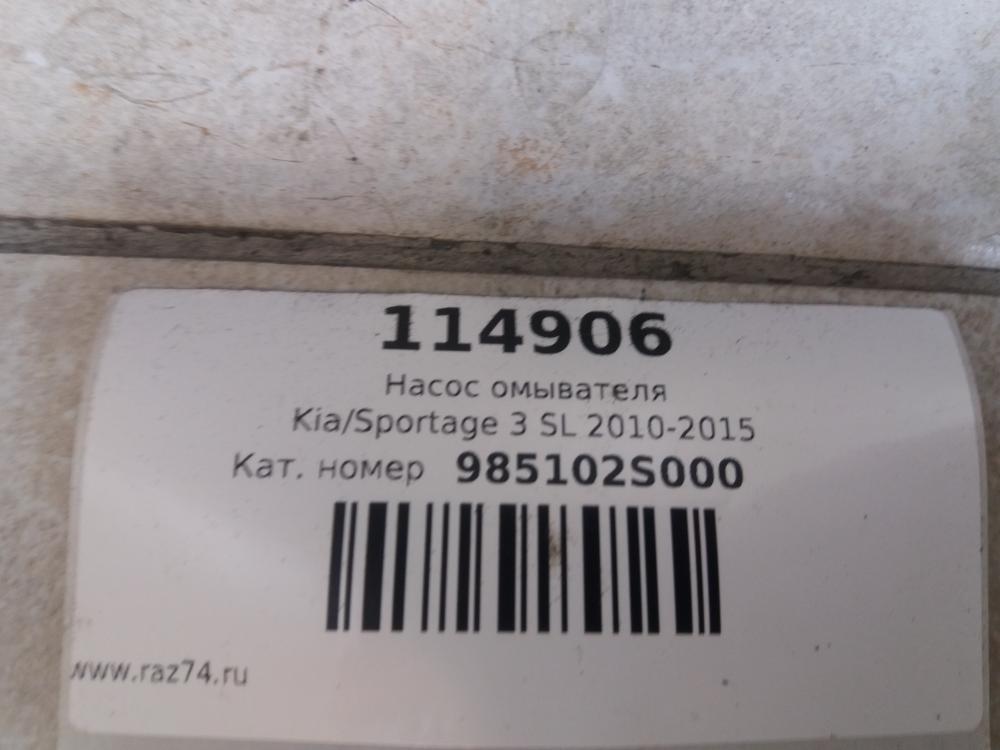 114906
Насос омывателя
Kia/Sportage 3 SL 2010-2015
Кат. номер 985102S000
www.raz74.ru